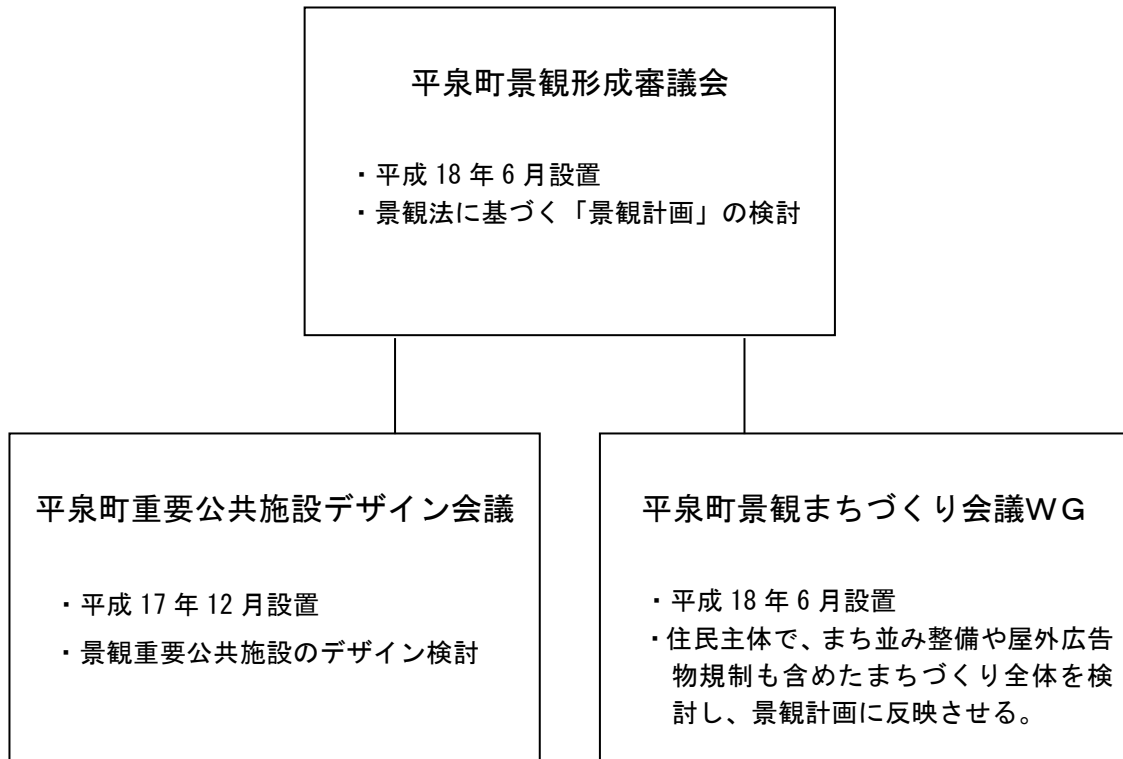 平泉町景観形成審議会
・平成 18 年 6 月設置
・景観法に基づく「景観計画」の検討
平泉町重要公共施設デザイン会議
・平成 17 年 12 月設置
・景観重要公共施設のデザイン検討
平泉町景観まちづくり会議ＷＧ
・平成 18 年 6 月設置
・住民主体で、まち並み整備や屋外広告
物規制も含めたまちづくり全体を検
討し、景観計画に反映させる。